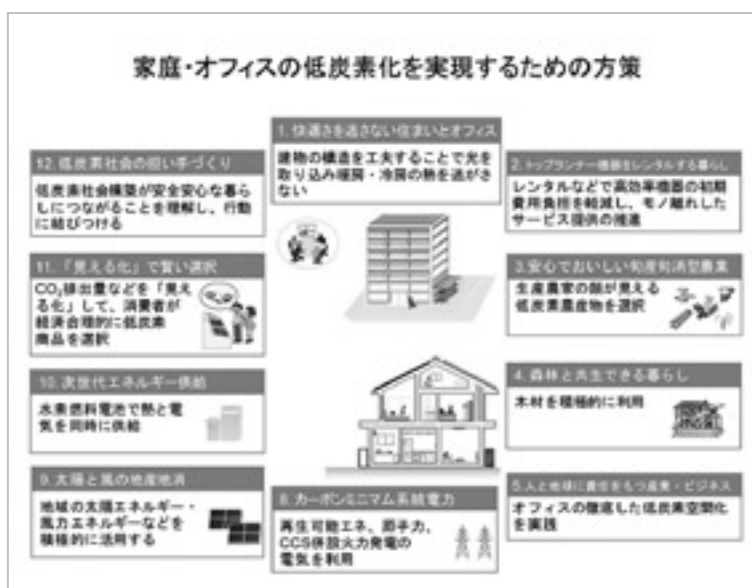 家庭・オフィスの低炭素化を実現するための方策
1. 快適さを逃さない住まいとオフィス
建物の構造を工夫することで光を
取り込み暖房・冷房の熱を逃がさ
ない
2. トップランナー機器をレンタルする暮らし
レンタルなどで高効率機器の初期
費用負担を軽減し、モノ離れした
サービス提供の推進
3. 安心でおいしい旬産旬消型農業
生産農家の顔が見える
低炭素農産物を選択
4. 森林と共生できる暮らし
木材を積極的に利用
5. 人と地球に責任をもつ産業・ビジネス
オフィスの徹底した低炭素空間化
を実践
8. カーボンミニマム系統電力
再生可能エネ、原子力、
CCS併設火力発電の
電気を利用
9. 太陽と風の地産地消
地域の太陽エネルギー・
風力エネルギーなどを
積極的に活用する
10. 次世代エネルギー供給
水素燃料電池で熱と電
気を同時に供給
11. 「見える化」で賢い選択
CO₂排出量などを「見え
る化」して、消費者が
経済合理的に低炭素
商品を選択
12. 低炭素社会の担い手づくり
低炭素社会構築が安全安心な暮ら
しにつながることを理解し、行動
に結びつける